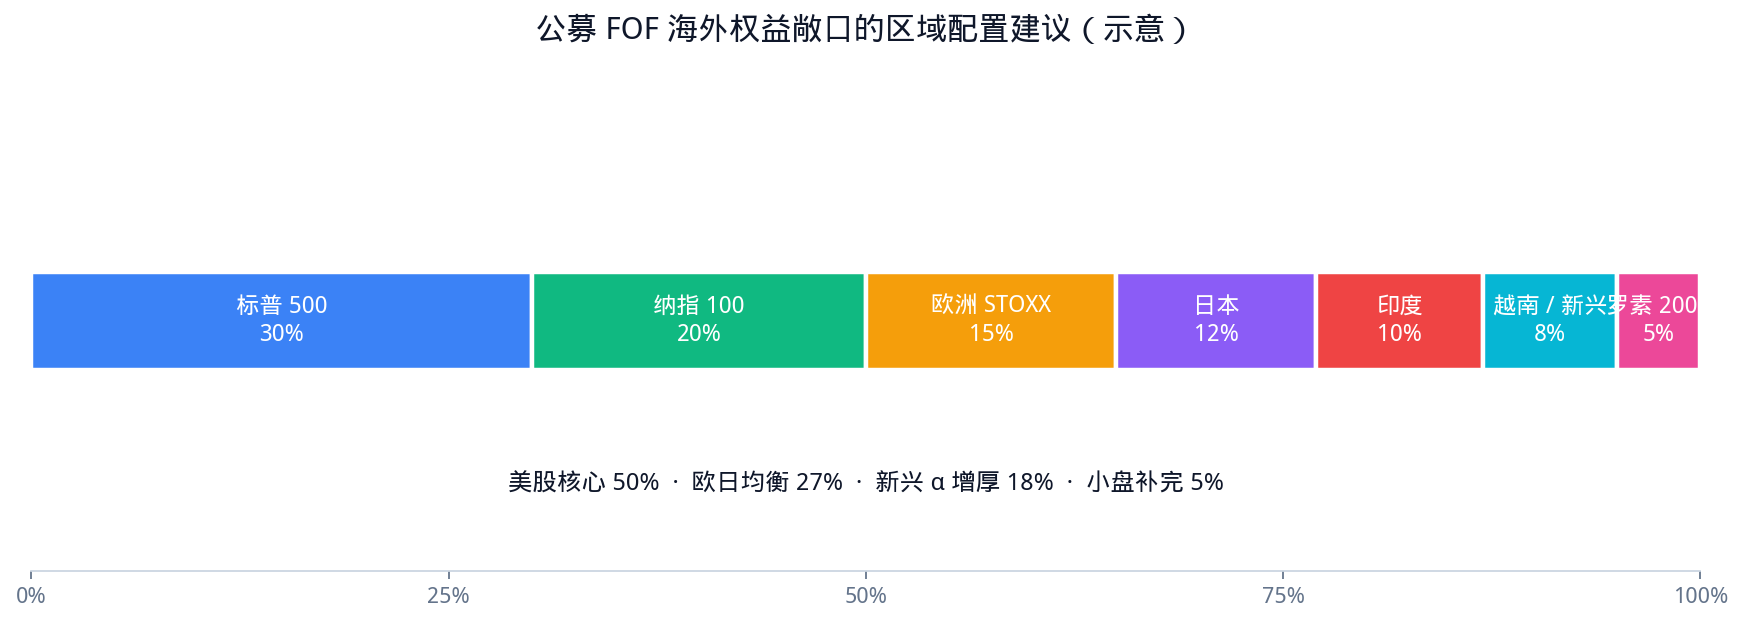 公募 FOF 海外权益敞口的区域配置建议（示意）
标普 500
30%
纳指 100
20%
欧洲 STOXX
15%
日本
12%
印度
10%
越南 / 新兴
8%
罗素 200
5%
美股核心 50% · 欧日均衡 27% · 新兴 α 增厚 18% · 小盘补完 5%
0%
25%
50%
75%
100%